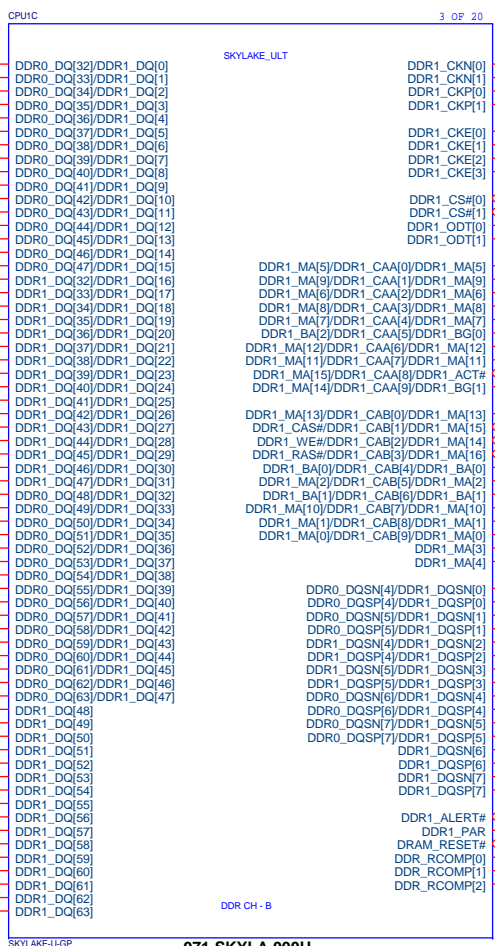 CPU1C
3 OF 20
SKYLAKE_ULT
DDR0_DQ[32]/DDR1_DQ[0]
DDR0_DQ[33]/DDR1_DQ[1]
DDR0_DQ[34]/DDR1_DQ[2]
DDR0_DQ[35]/DDR1_DQ[3]
DDR0_DQ[36]/DDR1_DQ[4]
DDR0_DQ[37]/DDR1_DQ[5]
DDR0_DQ[38]/DDR1_DQ[6]
DDR0_DQ[39]/DDR1_DQ[7]
DDR0_DQ[40]/DDR1_DQ[8]
DDR0_DQ[41]/DDR1_DQ[9]
DDR0_DQ[42]/DDR1_DQ[10]
DDR0_DQ[43]/DDR1_DQ[11]
DDR0_DQ[44]/DDR1_DQ[12]
DDR0_DQ[45]/DDR1_DQ[13]
DDR0_DQ[46]/DDR1_DQ[14]
DDR0_DQ[47]/DDR1_DQ[15]
DDR1_DQ[32]/DDR1_DQ[16]
DDR1_DQ[33]/DDR1_DQ[17]
DDR1_DQ[34]/DDR1_DQ[18]
DDR1_DQ[35]/DDR1_DQ[19]
DDR1_DQ[36]/DDR1_DQ[20]
DDR1_DQ[37]/DDR1_DQ[21]
DDR1_DQ[38]/DDR1_DQ[22]
DDR1_DQ[39]/DDR1_DQ[23]
DDR1_DQ[40]/DDR1_DQ[24]
DDR1_DQ[41]/DDR1_DQ[25]
DDR1_DQ[42]/DDR1_DQ[26]
DDR1_DQ[43]/DDR1_DQ[27]
DDR1_DQ[44]/DDR1_DQ[28]
DDR1_DQ[45]/DDR1_DQ[29]
DDR1_DQ[46]/DDR1_DQ[30]
DDR1_DQ[47]/DDR1_DQ[31]
DDR0_DQ[48]/DDR1_DQ[32]
DDR0_DQ[49]/DDR1_DQ[33]
DDR0_DQ[50]/DDR1_DQ[34]
DDR0_DQ[51]/DDR1_DQ[35]
DDR0_DQ[52]/DDR1_DQ[36]
DDR0_DQ[53]/DDR1_DQ[37]
DDR0_DQ[54]/DDR1_DQ[38]
DDR0_DQ[55]/DDR1_DQ[39]
DDR0_DQ[56]/DDR1_DQ[40]
DDR0_DQ[57]/DDR1_DQ[41]
DDR0_DQ[58]/DDR1_DQ[42]
DDR0_DQ[59]/DDR1_DQ[43]
DDR0_DQ[60]/DDR1_DQ[44]
DDR0_DQ[61]/DDR1_DQ[45]
DDR0_DQ[62]/DDR1_DQ[46]
DDR0_DQ[63]/DDR1_DQ[47]
DDR1_DQ[48]
DDR1_DQ[49]
DDR1_DQ[50]
DDR1_DQ[51]
DDR1_DQ[52]
DDR1_DQ[53]
DDR1_DQ[54]
DDR1_DQ[55]
DDR1_DQ[56]
DDR1_DQ[57]
DDR1_DQ[58]
DDR1_DQ[59]
DDR1_DQ[60]
DDR1_DQ[61]
DDR1_DQ[62]
DDR1_DQ[63]
DDR1_CKN[0]
DDR1_CKN[1]
DDR1_CKP[0]
DDR1_CKP[1]
DDR1_CKE[0]
DDR1_CKE[1]
DDR1_CKE[2]
DDR1_CKE[3]
DDR1_CS#[0]
DDR1_CS#[1]
DDR1_ODT[0]
DDR1_ODT[1]
DDR1_MA[5]/DDR1_CAA[0]/DDR1_MA[5]
DDR1_MA[9]/DDR1_CAA[1]/DDR1_MA[9]
DDR1_MA[6]/DDR1_CAA[2]/DDR1_MA[6]
DDR1_MA[8]/DDR1_CAA[3]/DDR1_MA[8]
DDR1_MA[7]/DDR1_CAA[4]/DDR1_MA[7]
DDR1_BA[2]/DDR1_CAA[5]/DDR1_BG[0]
DDR1_MA[12]/DDR1_CAA[6]/DDR1_MA[12]
DDR1_MA[11]/DDR1_CAA[7]/DDR1_MA[11]
DDR1_MA[15]/DDR1_CAA[8]/DDR1_ACT#
DDR1_MA[14]/DDR1_CAA[9]/DDR1_BG[1]
DDR1_MA[13]/DDR1_CAB[0]/DDR1_MA[13]
DDR1_CAS#/DDR1_CAB[1]/DDR1_MA[15]
DDR1_WE#/DDR1_CAB[2]/DDR1_MA[14]
DDR1_RAS#/DDR1_CAB[3]/DDR1_MA[16]
DDR1_BA[0]/DDR1_CAB[4]/DDR1_BA[0]
DDR1_MA[2]/DDR1_CAB[5]/DDR1_MA[2]
DDR1_BA[1]/DDR1_CAB[6]/DDR1_BA[1]
DDR1_MA[10]/DDR1_CAB[7]/DDR1_MA[10]
DDR1_MA[1]/DDR1_CAB[8]/DDR1_MA[1]
DDR1_MA[0]/DDR1_CAB[9]/DDR1_MA[0]
DDR1_MA[3]
DDR1_MA[4]
DDR0_DQSN[4]/DDR1_DQSN[0]
DDR0_DQSP[4]/DDR1_DQSP[0]
DDR0_DQSN[5]/DDR1_DQSN[1]
DDR0_DQSP[5]/DDR1_DQSP[1]
DDR1_DQSN[4]/DDR1_DQSN[2]
DDR1_DQSP[4]/DDR1_DQSP[2]
DDR1_DQSN[5]/DDR1_DQSN[3]
DDR1_DQSP[5]/DDR1_DQSP[3]
DDR0_DQSN[6]/DDR1_DQSN[4]
DDR0_DQSP[6]/DDR1_DQSP[4]
DDR0_DQSN[7]/DDR1_DQSN[5]
DDR0_DQSP[7]/DDR1_DQSP[5]
DDR1_DQSN[6]
DDR1_DQSP[6]
DDR1_DQSN[7]
DDR1_DQSP[7]
DDR1_ALERT#
DDR1_PAR
DRAM_RESET#
DDR_RCOMP[0]
DDR_RCOMP[1]
DDR_RCOMP[2]
DDR CH - B
SKYLAKE-U-GP